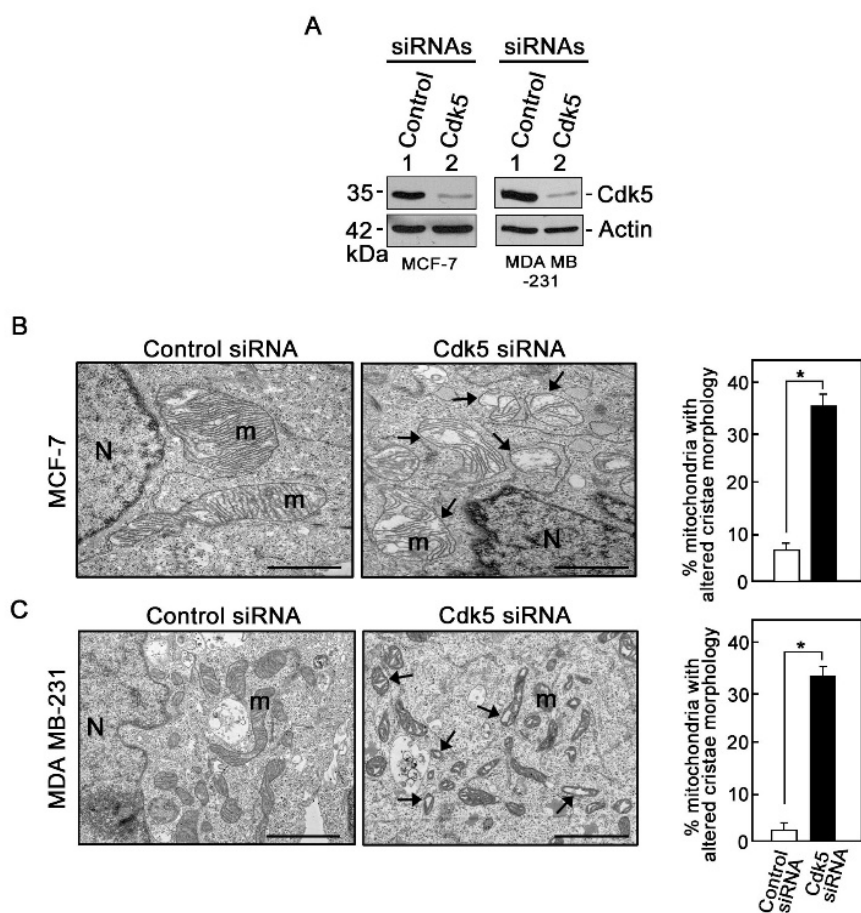 A
siRNAs siRNAs
Control Cdk5 Control Cdk5
1 2 1 2
35 - - Cdk5
42 - - Actin
kDa
MCF-7 MDA MB
-231
B
Control siRNA Cdk5 siRNA
MCF-7
N m m
m N
% mitochondria with
altered cristae morphology
40
30
10
0
*
C
Control siRNA Cdk5 siRNA
MDA MB-231
N m
m
% mitochondria with
altered cristae morphology
40
30
20
40
0
*
Control
siRNA
Cdk5
siRNA